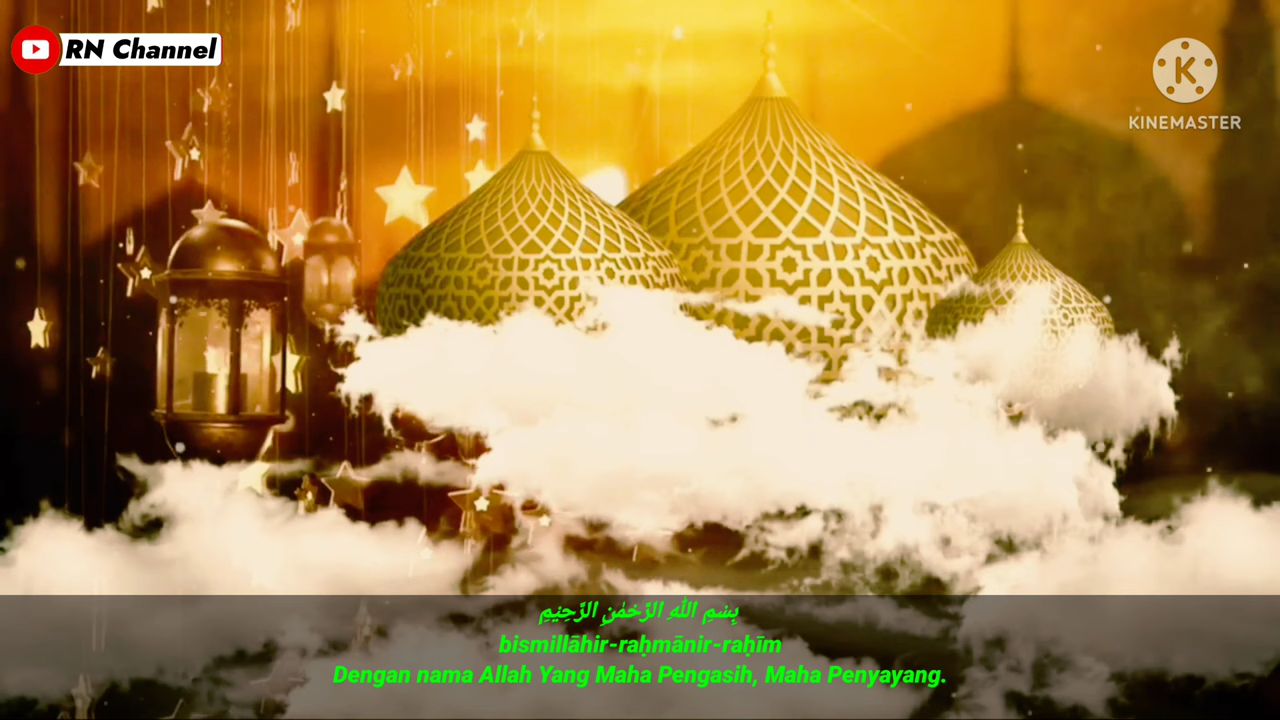 RN Channel
K
KINEMASTER
بِسْمِ اللّٰهِ الرَّحْمٰنِ الرَّحِيْمِ
bismillāhir-raḥmānir-raḥīm
Dengan nama Allah Yang Maha Pengasih, Maha Penyayang.